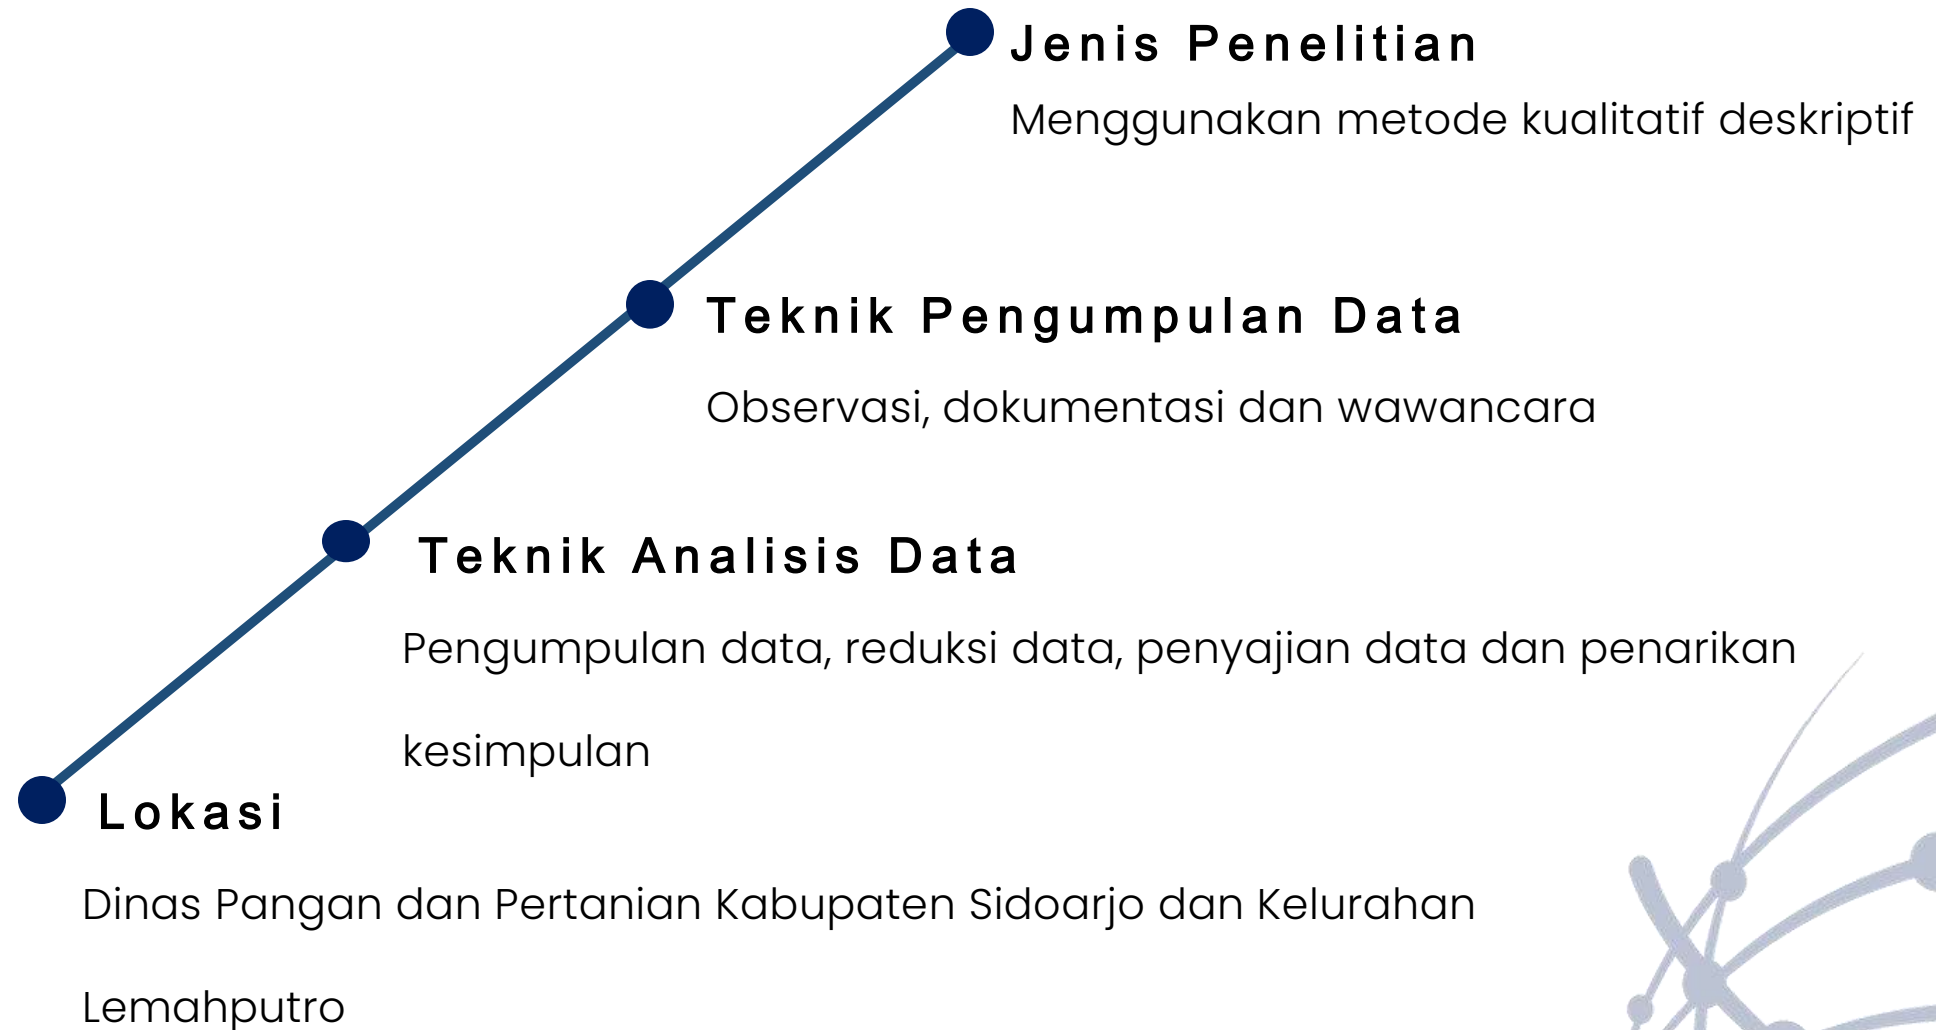 Jenis Penelitian
Menggunakan metode kualitatif deskriptif
Teknik Pengumpulan Data
Observasi, dokumentasi dan wawancara
Teknik Analisis Data
Pengumpulan data, reduksi data, penyajian data dan penarikan
kesimpulan
Lokasi
Dinas Pangan dan Pertanian Kabupaten Sidoarjo dan Kelurahan
Lemahputro